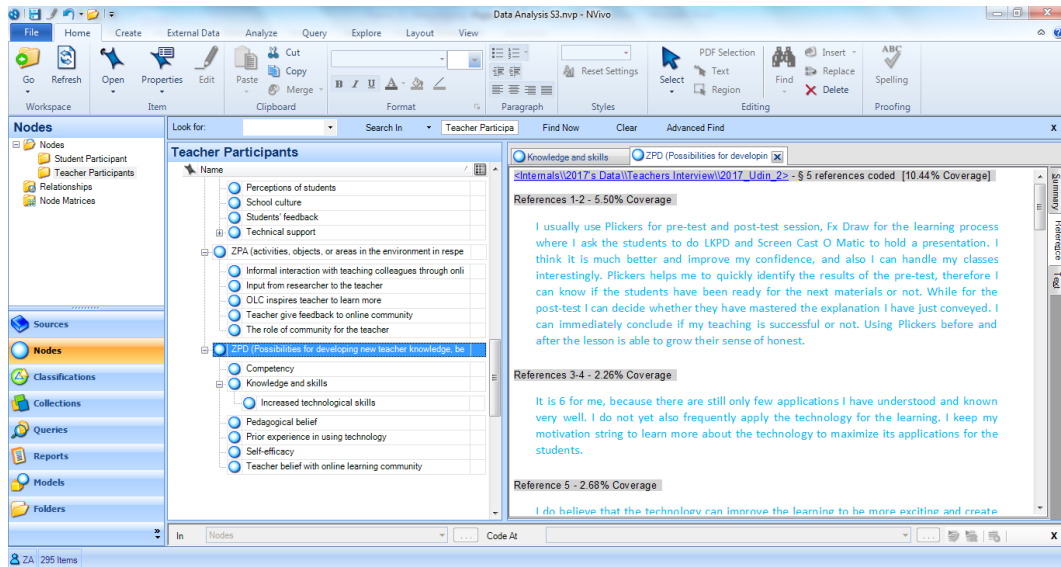 Data Analysis S3.nvp - NVivo
File Home Create External Data Analyze Query Explore Layout View
Go Refresh Open Properties Edit Paste Cut Copy Merge
B I U A
Reset Settings
Select PDF Selection Text Region Find Insert Replace Delete
ABC Spelling
Workspace Item Clipboard Format Paragraph Styles Editing Proofing
Nodes
Look for: Search In Teacher Participa Find Now Clear Advanced Find x
Nodes
Student Participant
Teacher Participants
Relationships
Node Matrices
Sources
Nodes
Classifications
Collections
Queries
Reports
Models
Folders
Teacher Participants
Name
Perceptions of students
School culture
Students' feedback
Technical support
ZPA (activities, objects, or areas in the environment in respe
Informal interaction with teaching colleagues through onli
Input from researcher to the teacher
OLC inspires teacher to learn more
Teacher give feedback to online community
The role of community for the teacher
ZPD (Possibilities for developing new teacher knowledge, be
Competency
Knowledge and skills
Increased technological skills
Pedagogical belief
Prior experience in using technology
Self-efficacy
Teacher belief with online learning community
Knowledge and skills ZPD (Possibilities for developin
<Internals\\2017's Data\\Teachers Interview\\2017_Udin_2> - § 5 references coded [10.44% Coverage]
References 1-2 - 5.50% Coverage
I usually use Plickers for pre-test and post-test session, Fx Draw for the learning process
where I ask the students to do LKPD and Screen Cast O Matic to hold a presentation. I
think it is much better and improve my confidence, and also I can handle my classes
interestingly. Plickers helps me to quickly identify the results of the pre-test, therefore I
can know if the students have been ready for the next materials or not. While for the
post-test I can decide whether they have mastered the explanation I have just conveyed. I
can immediately conclude if my teaching is successful or not. Using Plickers before and
after the lesson is able to grow their sense of honest.
References 3-4 - 2.26% Coverage
It is 6 for me, because there are still only few applications I have understood and known
very well. I do not yet also frequently apply the technology for the learning. I keep my
motivation string to learn more about the technology to maximize its applications for the
students.
Reference 5 - 2.68% Coverage
I do believe that the technology can improve the learning to be more exciting and create
Summary
Reference
Text
In Nodes ... Code At ... x
ZA 295 Items